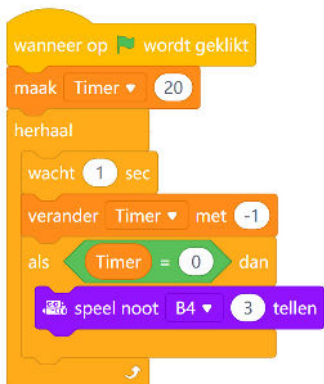 wanneer op wordt geklikt
maak Timer 20
herhaal
wacht 1 sec
verander Timer met -1
als Timer = 0 dan
speel noot B4 3 tellen